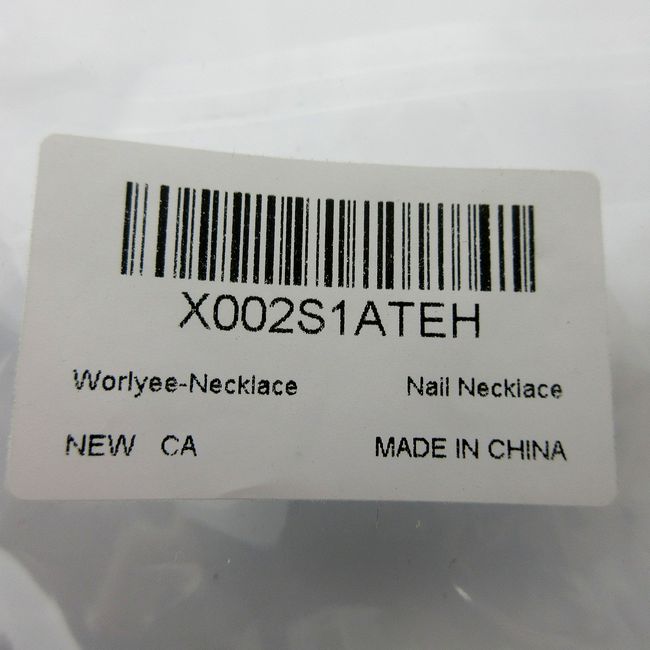 X002S1ATEH
Worlyee-Necklace Nail Necklace
NEW CA MADE IN CHINA